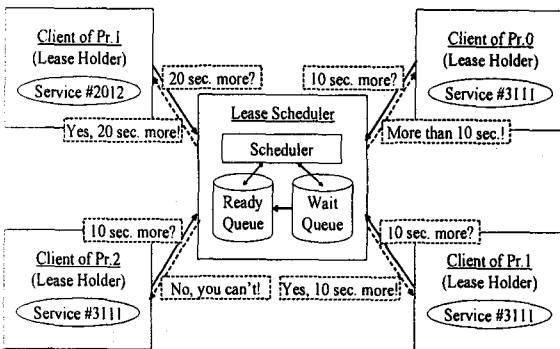 Client of Pr.1
(Lease Holder)
Service #2012
20 sec. more?
Yes, 20 sec. more!
Client of Pr.0
(Lease Holder)
Service #3111
10 sec. more?
More than 10 sec.!
Lease Scheduler
Scheduler
Ready
Queue
Wait
Queue
Client of Pr.2
(Lease Holder)
Service #3111
10 sec. more?
No, you can't!
Client of Pr.1
(Lease Holder)
Service #3111
10 sec. more?
Yes, 10 sec. more!